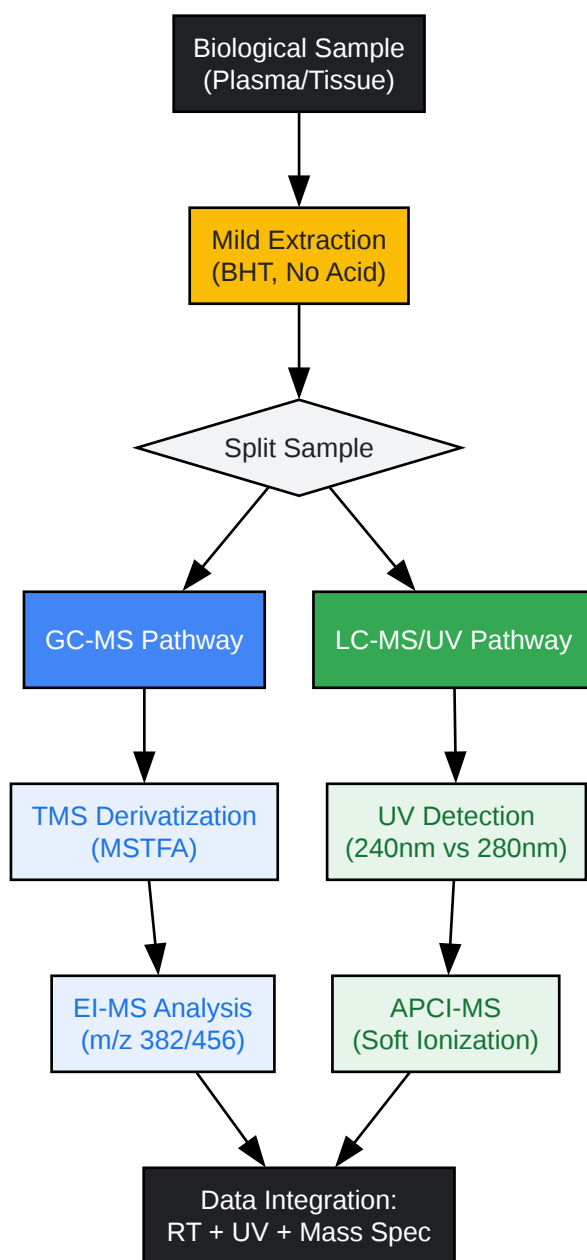 Biological Sample
(Plasma/Tissue)
Mild Extraction
(BHT, No Acid)
Split Sample
GC-MS Pathway
LC-MS/UV Pathway
TMS Derivatization
(MSTFA)
UV Detection
(240nm vs 280nm)
EI-MS Analysis
(m/z 382/456)
APCI-MS
(Soft Ionization)
Data Integration:
RT + UV + Mass Spec